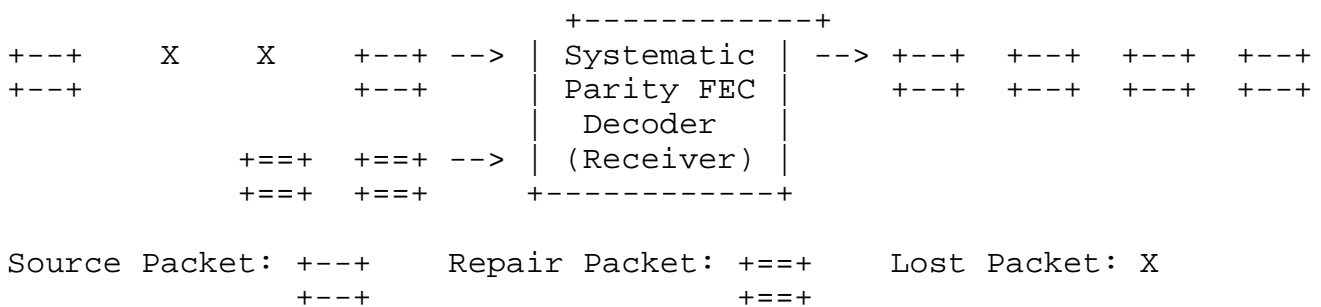 +------------+
+--+    X    X    +--+ --> | Systematic | --> +--+  +--+  +--+  +--+
+--+              +--+     | Parity FEC |     +--+  +--+  +--+  +--+
                           |  Decoder   |
            +==+  +==+ --> | (Receiver) |
            +==+  +==+     +------------+

Source Packet: +--+    Repair Packet: +==+    Lost Packet: X
               +--+                   +==+